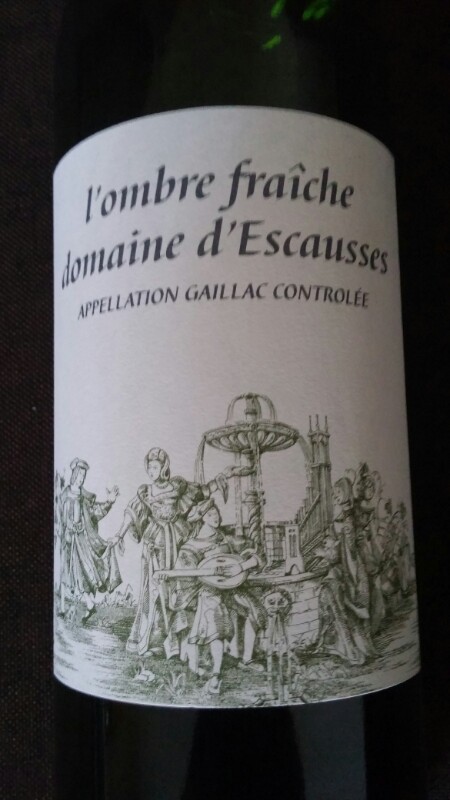 l'ombre fraîche
domaine d'Escausses
APPELLATION GAILLAC CONTROLÉE